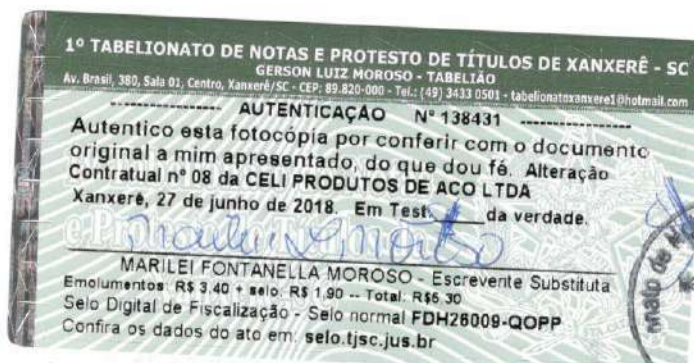 1º TABELIONATO DE NOTAS E PROTESTO DE TÍTULOS DE XANXERÊ - SC
GERSON LUIZ MOROSO - TABELIÃO
Av. Brasil, 380, Sala 01, Centro, Xanxerê/SC - CEP: 89.820-000 - Tel.: (49) 3433 0501 - tabelionatoxanxere1@hotmail.com
----------------- AUTENTICAÇÃO Nº 138431 -----------------
Autentico esta fotocópia por conferir com o documento
original a mim apresentado, do que dou fé. Alteração
Contratual nº 08 da CELI PRODUTOS DE ACO LTDA
Xanxerê, 27 de junho de 2018. Em Test.____da verdade.
MARILEI FONTANELLA MOROSO - Escrevente Substituta
Emolumentos: R$ 3,40 + selo: R$ 1,90 -- Total: R$5,30
Selo Digital de Fiscalização - Selo normal FDH26009-QOPP
Confira os dados do ato em: selo.tjsc.jus.br